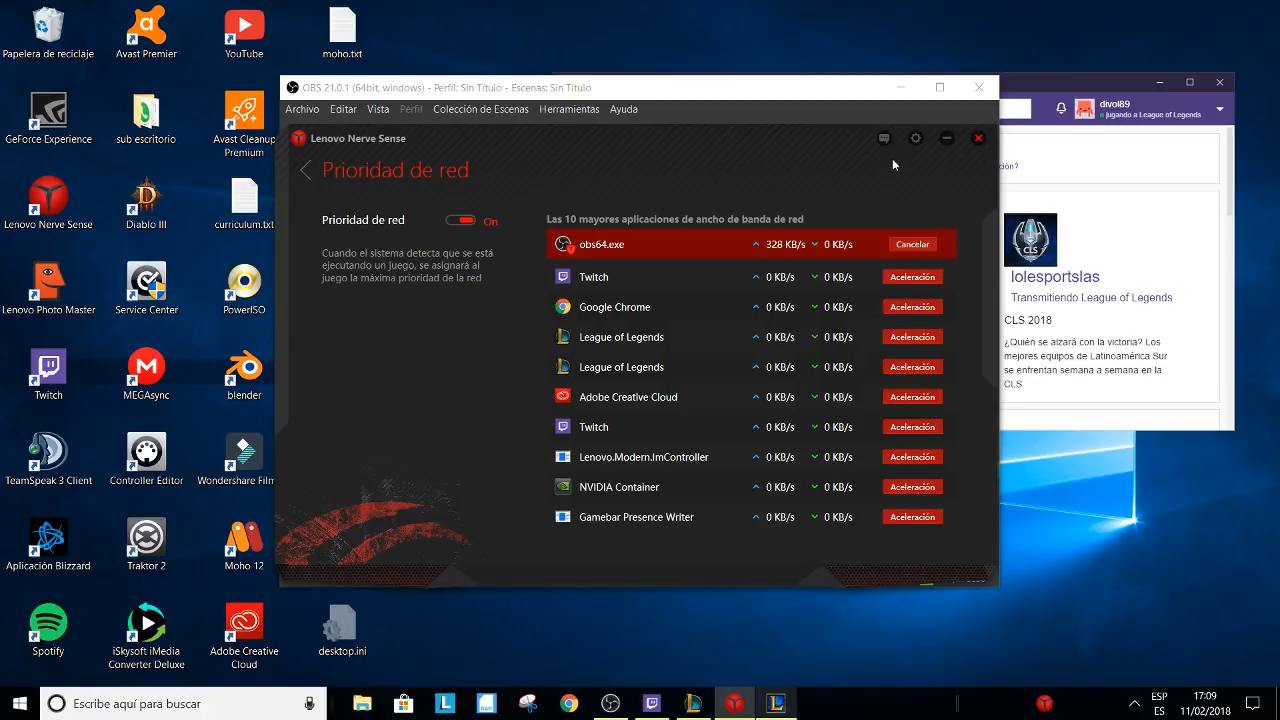 Papelera de reciclaje
Avast Premier
YouTube
moho.txt
GeForce Experience
sub escritorio
Avast Cleanup
Premium
Lenovo Nerve Sense
Diablo III
curriculum.txt
Lenovo Photo Master
Service Center
PowerISO
Twitch
MEGAsync
blender
TeamSpeak 3 Client
Controller Editor
Wondershare Film
Aplicación Blizzard
Traktor 2
Moho 12
Spotify
iSkysoft iMedia
Converter Deluxe
Adobe Creative
Cloud
desktop.ini
OBS 21.0.1 (64bit, windows) - Perfil: Sin Título - Escenas: Sin Título
Archivo Editar Vista Perfil Colección de Escenas Herramientas Ayuda
Lenovo Nerve Sense
Prioridad de red
Prioridad de red On
Cuando el sistema detecta que se está
ejecutando un juego, se asignará al
juego la máxima prioridad de la red
Las 10 mayores aplicaciones de ancho de banda de red
obs64.exe 328 KB/s 0 KB/s Cancelar
Twitch 0 KB/s 0 KB/s Aceleración
Google Chrome 0 KB/s 0 KB/s Aceleración
League of Legends 0 KB/s 0 KB/s Aceleración
League of Legends 0 KB/s 0 KB/s Aceleración
Adobe Creative Cloud 0 KB/s 0 KB/s Aceleración
Twitch 0 KB/s 0 KB/s Aceleración
Lenovo.Modern.ImController 0 KB/s 0 KB/s Aceleración
NVIDIA Container 0 KB/s 0 KB/s Aceleración
Gamebar Presence Writer 0 KB/s 0 KB/s Aceleración
divol89
jugando a League of Legends
ción?
CLS
lolesportslas
Transmitiendo League of Legends
CLS 2018
¿Quién se alzará con la victoria? Los
mejores equipos de Latinoamérica Sur
se enfrentan semana a semana en la
CLS.
Escribe aquí para buscar
ESP
ES
17:09
11/02/2018